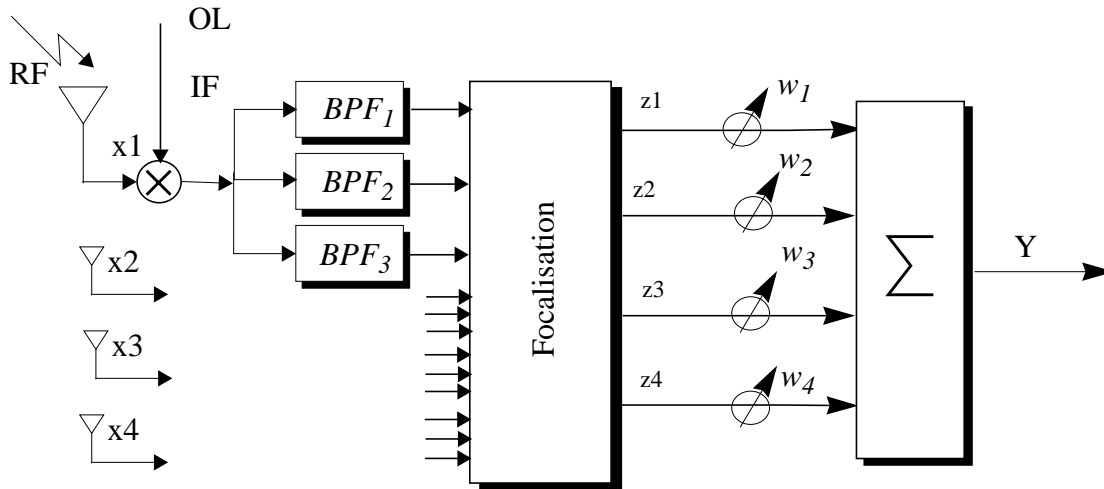 OL
RF
IF
x1
BPF1
BPF2
BPF3
x2
x3
x4
Focalisation
z1
w1
z2
w2
z3
w3
z4
w4
Σ
Y